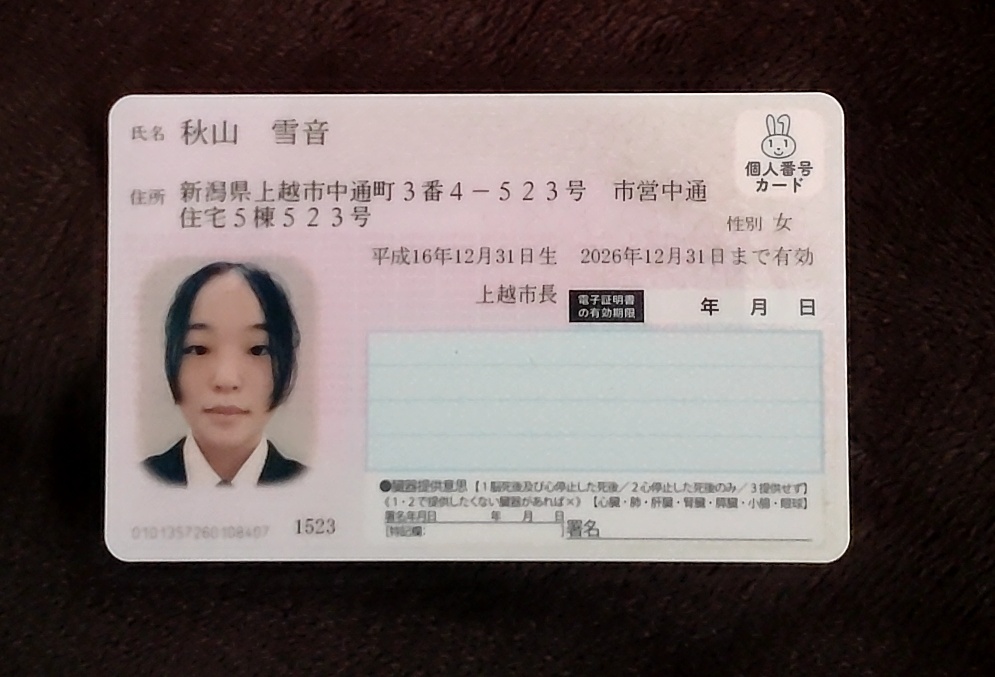 氏名 秋山 雪音
個人番号
カード
住所 新潟県上越市中通町3番4-523号 市営中通
住宅5棟523号
性別 女
平成16年12月31日生 2026年12月31日まで有効
上越市長 電子証明書 の有効期限 年 月 日
●臓器提供意思【1脳死後及び心停止した死後/2心停止した死後のみ/3提供せず】
《1・2で提供したくない臓器があれば×》【心臓・肺・肝臓・腎臓・膵臓・小腸・眼球】
署名年月日 年 月 日
[特記欄: ] 署名
1523